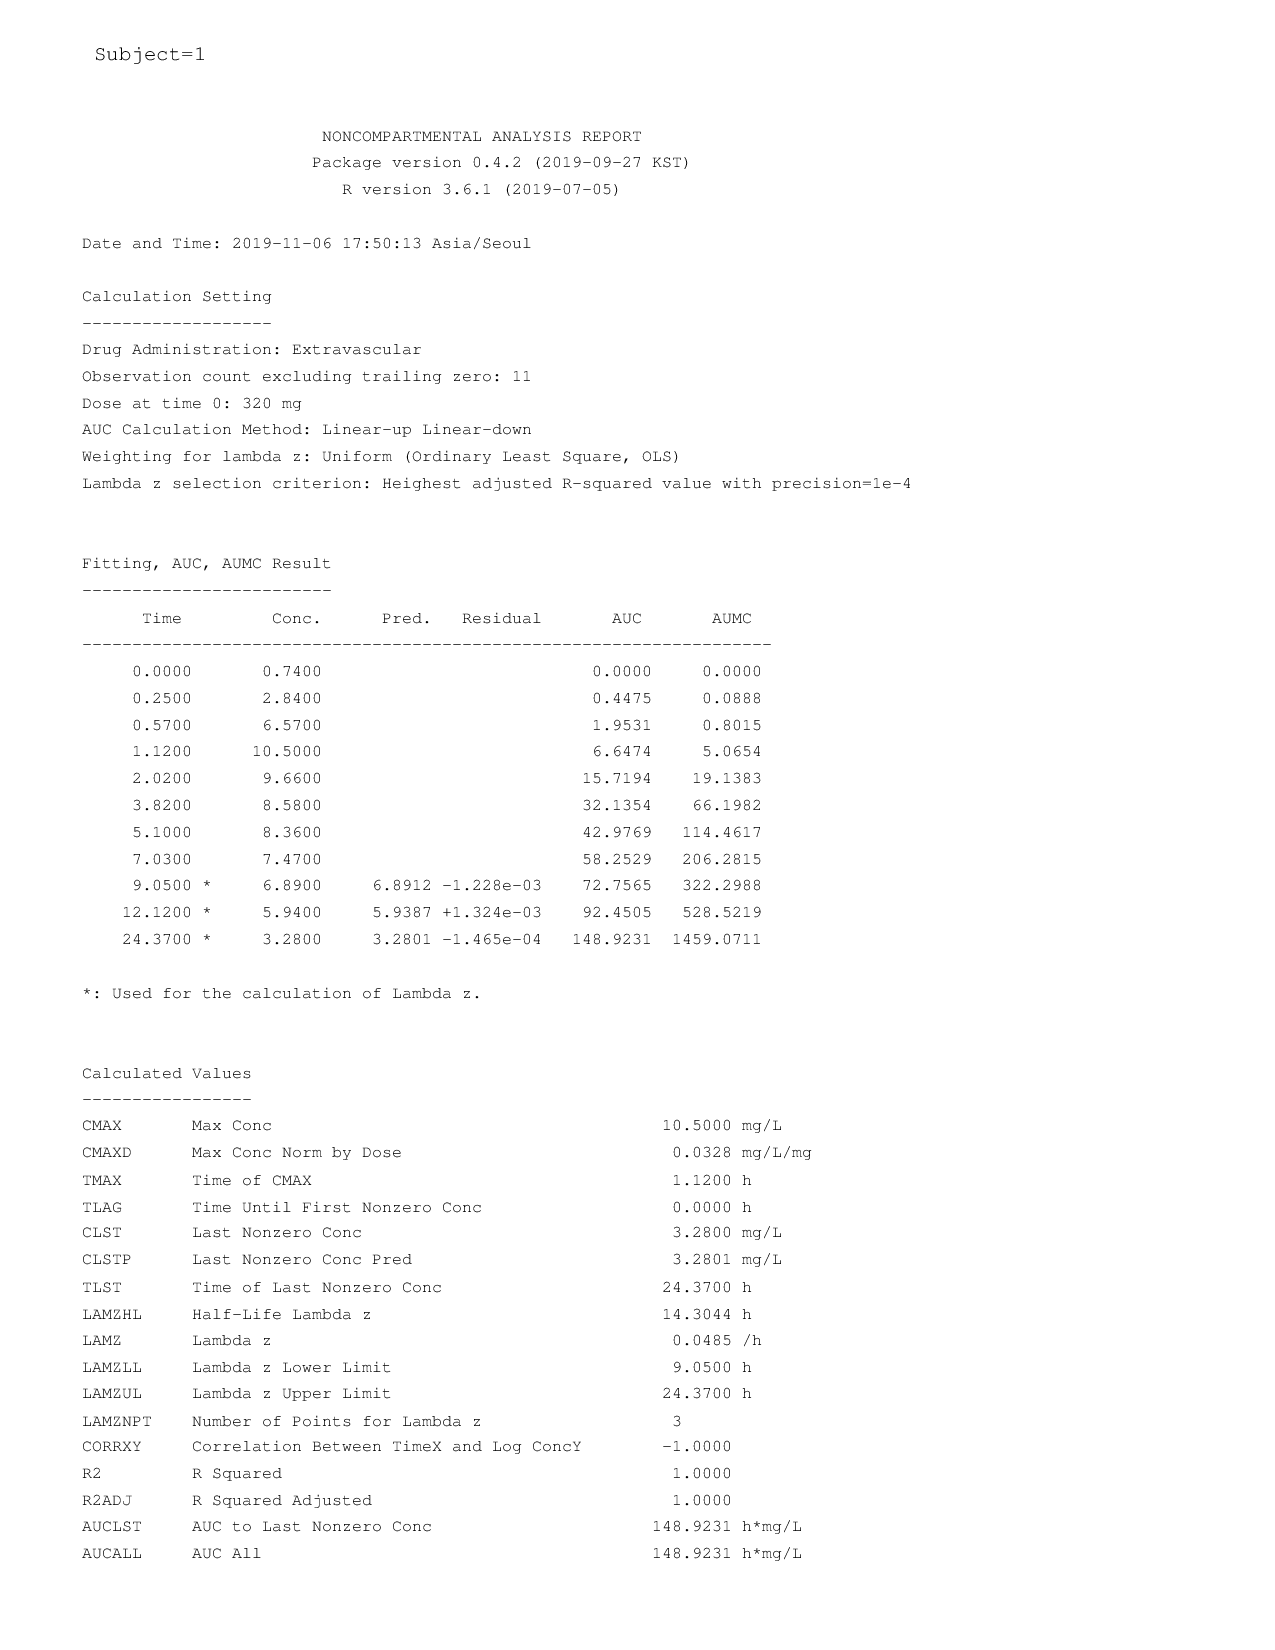 Subject=1
NONCOMPARTMENTAL ANALYSIS REPORT
Package version 0.4.2 (2019-09-27 KST)
R version 3.6.1 (2019-07-05)
Date and Time: 2019-11-06 17:50:13 Asia/Seoul
Calculation Setting
-------------------
Drug Administration: Extravascular
Observation count excluding trailing zero: 11
Dose at time 0: 320 mg
AUC Calculation Method: Linear-up Linear-down
Weighting for lambda z: Uniform (Ordinary Least Square, OLS)
Lambda z selection criterion: Heighest adjusted R-squared value with precision=1e-4
Fitting, AUC, AUMC Result
-------------------------
Time Conc. Pred. Residual AUC AUMC
---------------------------------------------------------------------
0.0000 0.7400 0.0000 0.0000
0.2500 2.8400 0.4475 0.0888
0.5700 6.5700 1.9531 0.8015
1.1200 10.5000 6.6474 5.0654
2.0200 9.6600 15.7194 19.1383
3.8200 8.5800 32.1354 66.1982
5.1000 8.3600 42.9769 114.4617
7.0300 7.4700 58.2529 206.2815
9.0500 * 6.8900 6.8912 -1.228e-03 72.7565 322.2988
12.1200 * 5.9400 5.9387 +1.324e-03 92.4505 528.5219
24.3700 * 3.2800 3.2801 -1.465e-04 148.9231 1459.0711
*: Used for the calculation of Lambda z.
Calculated Values
-----------------
CMAX Max Conc 10.5000 mg/L
CMAXD Max Conc Norm by Dose 0.0328 mg/L/mg
TMAX Time of CMAX 1.1200 h
TLAG Time Until First Nonzero Conc 0.0000 h
CLST Last Nonzero Conc 3.2800 mg/L
CLSTP Last Nonzero Conc Pred 3.2801 mg/L
TLST Time of Last Nonzero Conc 24.3700 h
LAMZHL Half-Life Lambda z 14.3044 h
LAMZ Lambda z 0.0485 /h
LAMZLL Lambda z Lower Limit 9.0500 h
LAMZUL Lambda z Upper Limit 24.3700 h
LAMZNPT Number of Points for Lambda z 3
CORRXY Correlation Between TimeX and Log ConcY -1.0000
R2 R Squared 1.0000
R2ADJ R Squared Adjusted 1.0000
AUCLST AUC to Last Nonzero Conc 148.9231 h*mg/L
AUCALL AUC All 148.9231 h*mg/L